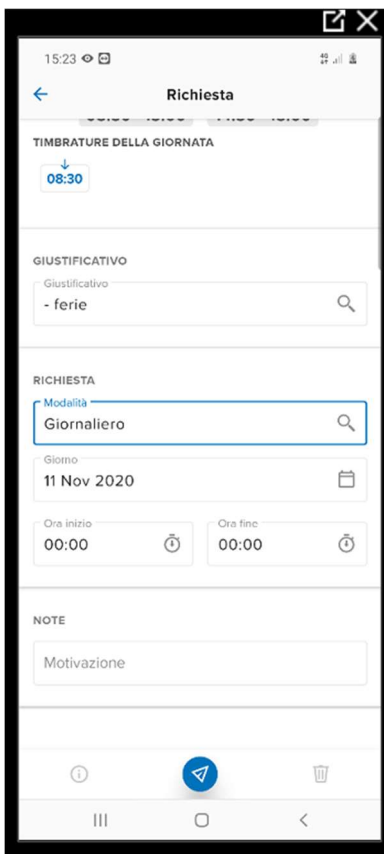 15:23
Richiesta
TIMBRATURE DELLA GIORNATA
08:30
GIUSTIFICATIVO
Giustificativo
- ferie
RICHIESTA
Modalità
Giornaliero
Giorno
11 Nov 2020
Ora inizio
00:00
Ora fine
00:00
NOTE
Motivazione